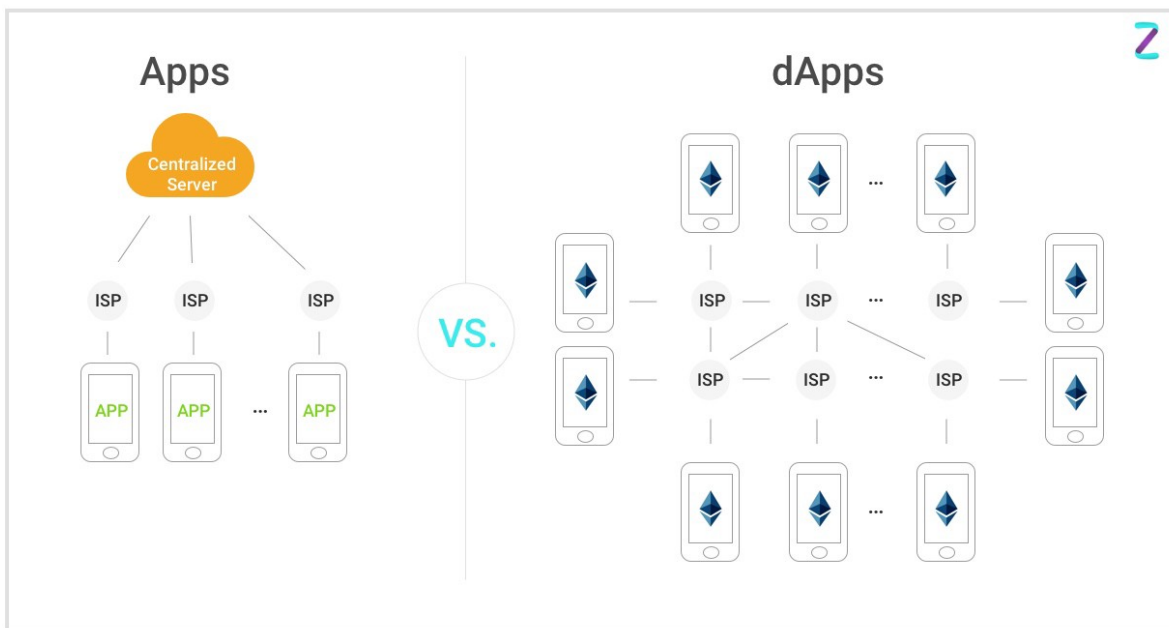 Apps
dApps
Centralized
Server
ISP ISP ISP
APP APP ... APP
VS.
...
ISP ISP ... ISP
ISP ISP ... ISP
...
Z